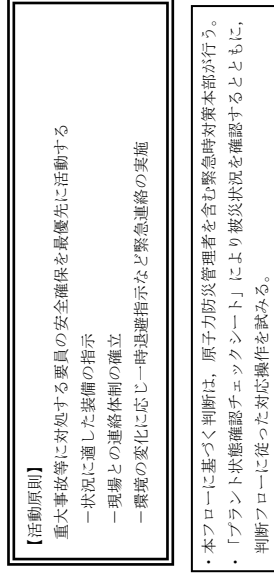 【活動原則】
重大事故等に対処する要員の安全確保を最優先に活動する
－状況に適した装備の指示
－現場との連絡体制の確立
－環境の変化に応じ一時退避指示など緊急連絡の実施
・本フローに基づく判断は，原子力防災管理者を含む緊急時対策本部が行う。
・「プラント状態確認チェックシート」により被災状況を確認するとともに，
判断フローに従った対応操作を試みる。